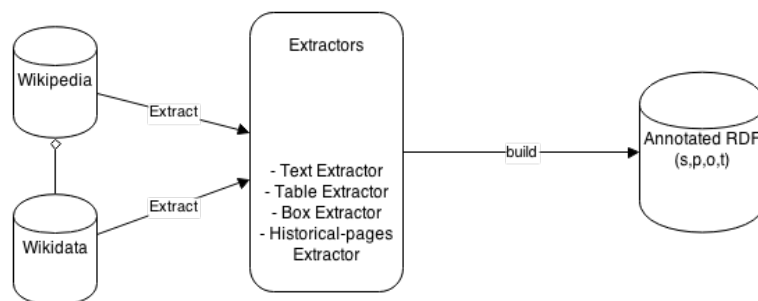 Wikipedia
Extract
Extractors
- Text Extractor
- Table Extractor
- Box Extractor
- Historical-pages
Extractor
build
Annotated RDF
(s,p,o,t)
Extract
Wikidata